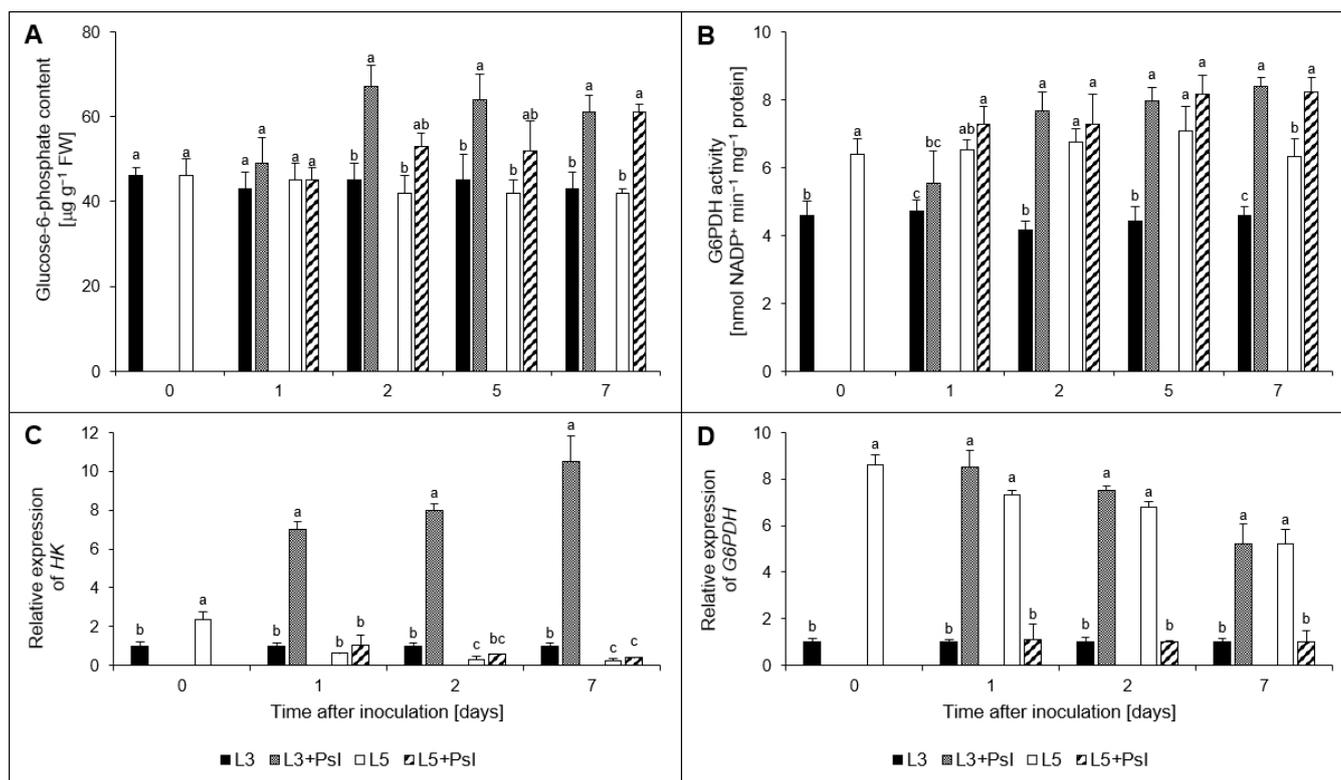 A
Glucose-6-phosphate content
[µg g⁻¹ FW]
80
60
40
20
0
a a a a a a b a b ab b a b ab b a b a
0 1 2 5 7
B
G6PDH activity
[nmol NADP⁺ min⁻¹ mg⁻¹ protein)
10
8
6
4
2
0
b a c bc ab a b a a a b a a a c a b a
0 1 2 5 7
C
Relative expression
of HK
12
10
8
6
4
2
0
b a b a b b b a c bc b a c c
0 1 2 7
Time after inoculation [days]
D
Relative expression
of G6PDH
10
8
6
4
2
0
b a b a a b b a a b b a a b
0 1 2 7
Time after inoculation [days]
L3 L3+PsI L5 L5+PsI
L3 L3+PsI L5 L5+PsI